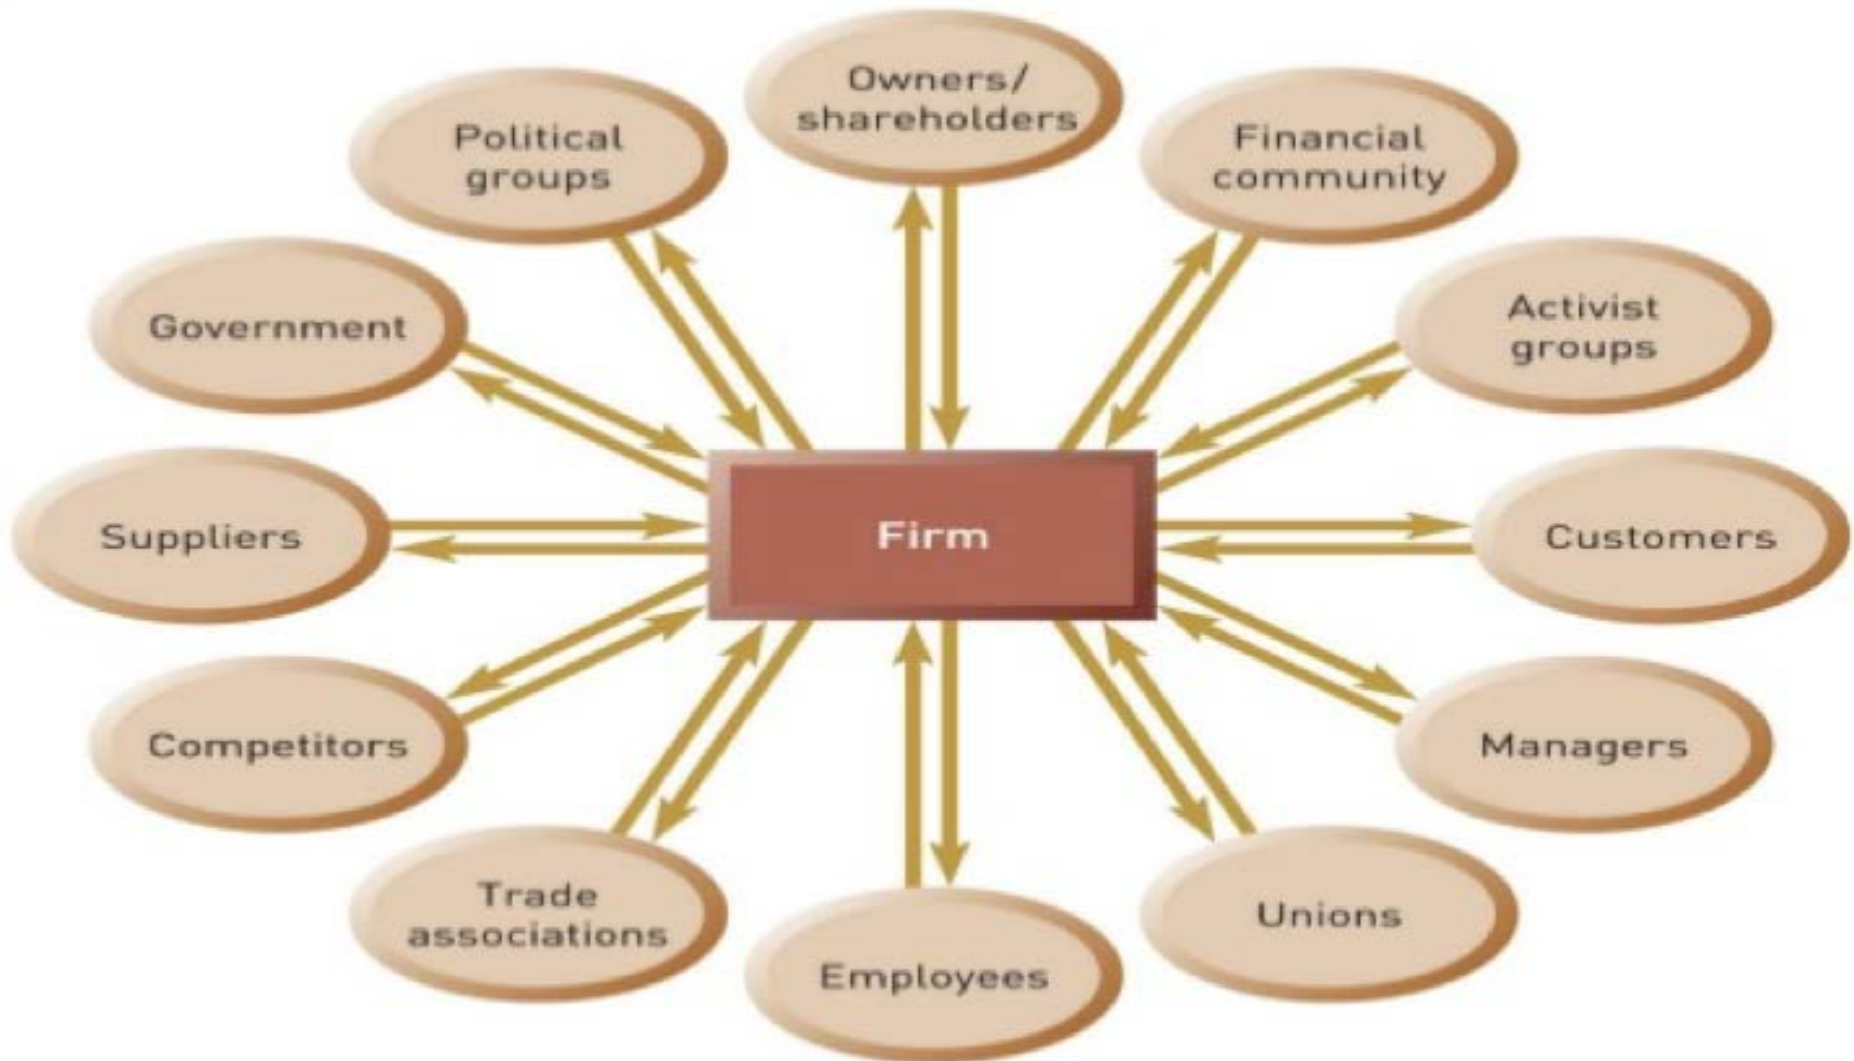 Owners/
shareholders
Political
groups
Financial
community
Government
Activist
groups
Suppliers
Firm
Customers
Competitors
Managers
Trade
associations
Unions
Employees